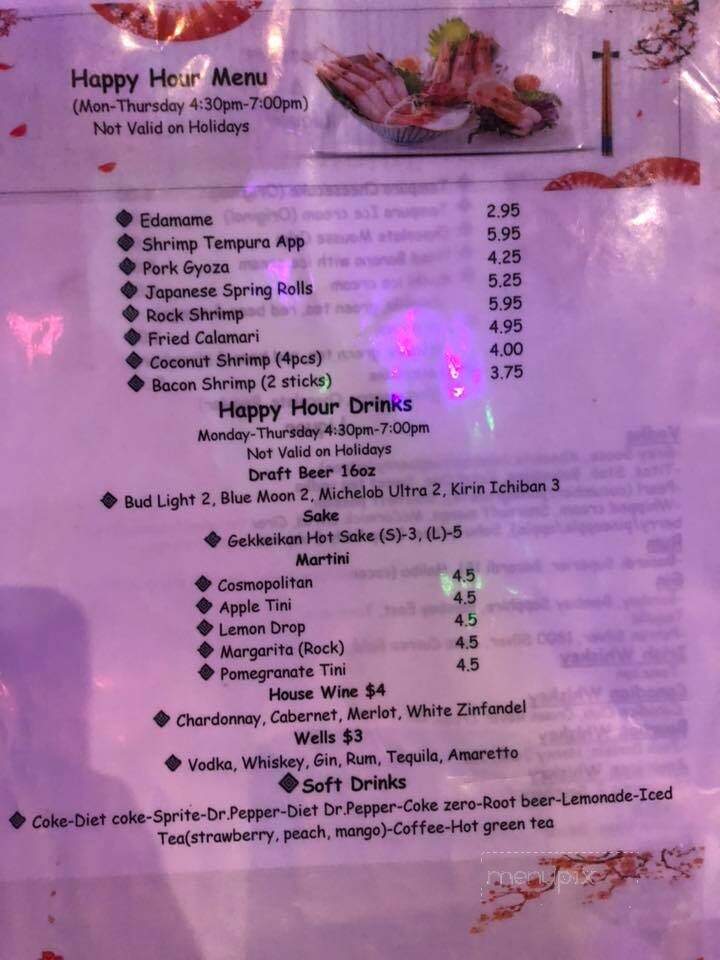 Happy Hour Menu
(Mon-Thursday 4:30pm-7:00pm)
Not Valid on Holidays
Edamame 2.95
Shrimp Tempura App 5.95
Pork Gyoza 4.25
Japanese Spring Rolls 5.25
Rock Shrimp 5.95
Fried Calamari 4.95
Coconut Shrimp (4pcs) 4.00
Bacon Shrimp (2 sticks) 3.75
Happy Hour Drinks
Monday-Thursday 4:30pm-7:00pm
Not Valid on Holidays
Draft Beer 16oz
Bud Light 2, Blue Moon 2, Michelob Ultra 2, Kirin Ichiban 3
Sake
Gekkeikan Hot Sake (S)-3, (L)-5
Martini
Cosmopolitan 4.5
Apple Tini 4.5
Lemon Drop 4.5
Margarita (Rock) 4.5
Pomegranate Tini 4.5
House Wine $4
Chardonnay, Cabernet, Merlot, White Zinfandel
Wells $3
Vodka, Whiskey, Gin, Rum, Tequila, Amaretto
Soft Drinks
Coke-Diet coke-Sprite-Dr.Pepper-Diet Dr.Pepper-Coke zero-Root beer-Lemonade-Iced
Tea(strawberry, peach, mango)-Coffee-Hot green tea
menupix